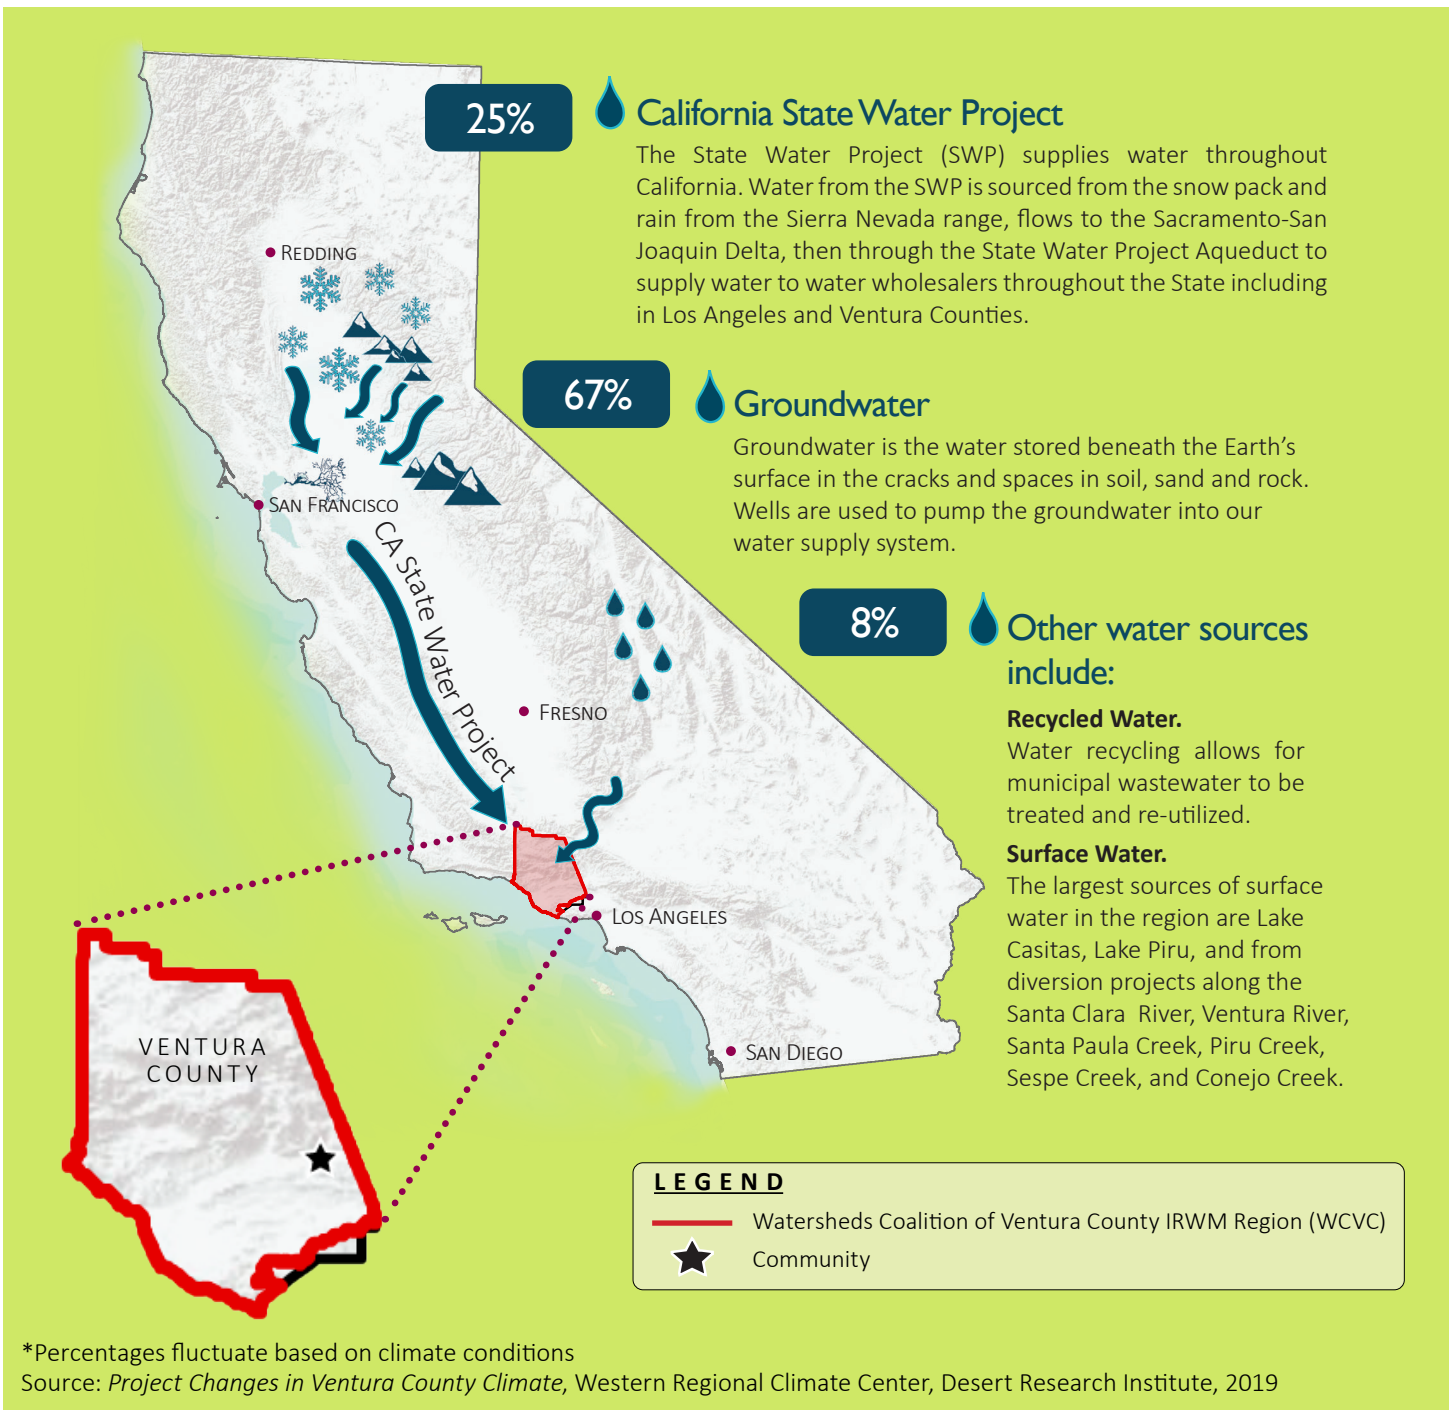 25%
California State Water Project
The State Water Project (SWP) supplies water throughout
California. Water from the SWP is sourced from the snow pack and
rain from the Sierra Nevada range, flows to the Sacramento-San
Joaquin Delta, then through the State Water Project Aqueduct to
supply water to water wholesalers throughout the State including
in Los Angeles and Ventura Counties.
67%
Groundwater
Groundwater is the water stored beneath the Earth’s
surface in the cracks and spaces in soil, sand and rock.
Wells are used to pump the groundwater into our
water supply system.
8%
Other water sources
include:
Recycled Water.
Water recycling allows for
municipal wastewater to be
treated and re-utilized.
Surface Water.
The largest sources of surface
water in the region are Lake
Casitas, Lake Piru, and from
diversion projects along the
Santa Clara River, Ventura River,
Santa Paula Creek, Piru Creek,
Sespe Creek, and Conejo Creek.
REDDING
SAN FRANCISCO
CA State Water Project
FRESNO
LOS ANGELES
SAN DIEGO
VENTURA
COUNTY
LEGEND
Watersheds Coalition of Ventura County IRWM Region (WCVC)
Community
*Percentages fluctuate based on climate conditions
Source: Project Changes in Ventura County Climate, Western Regional Climate Center, Desert Research Institute, 2019